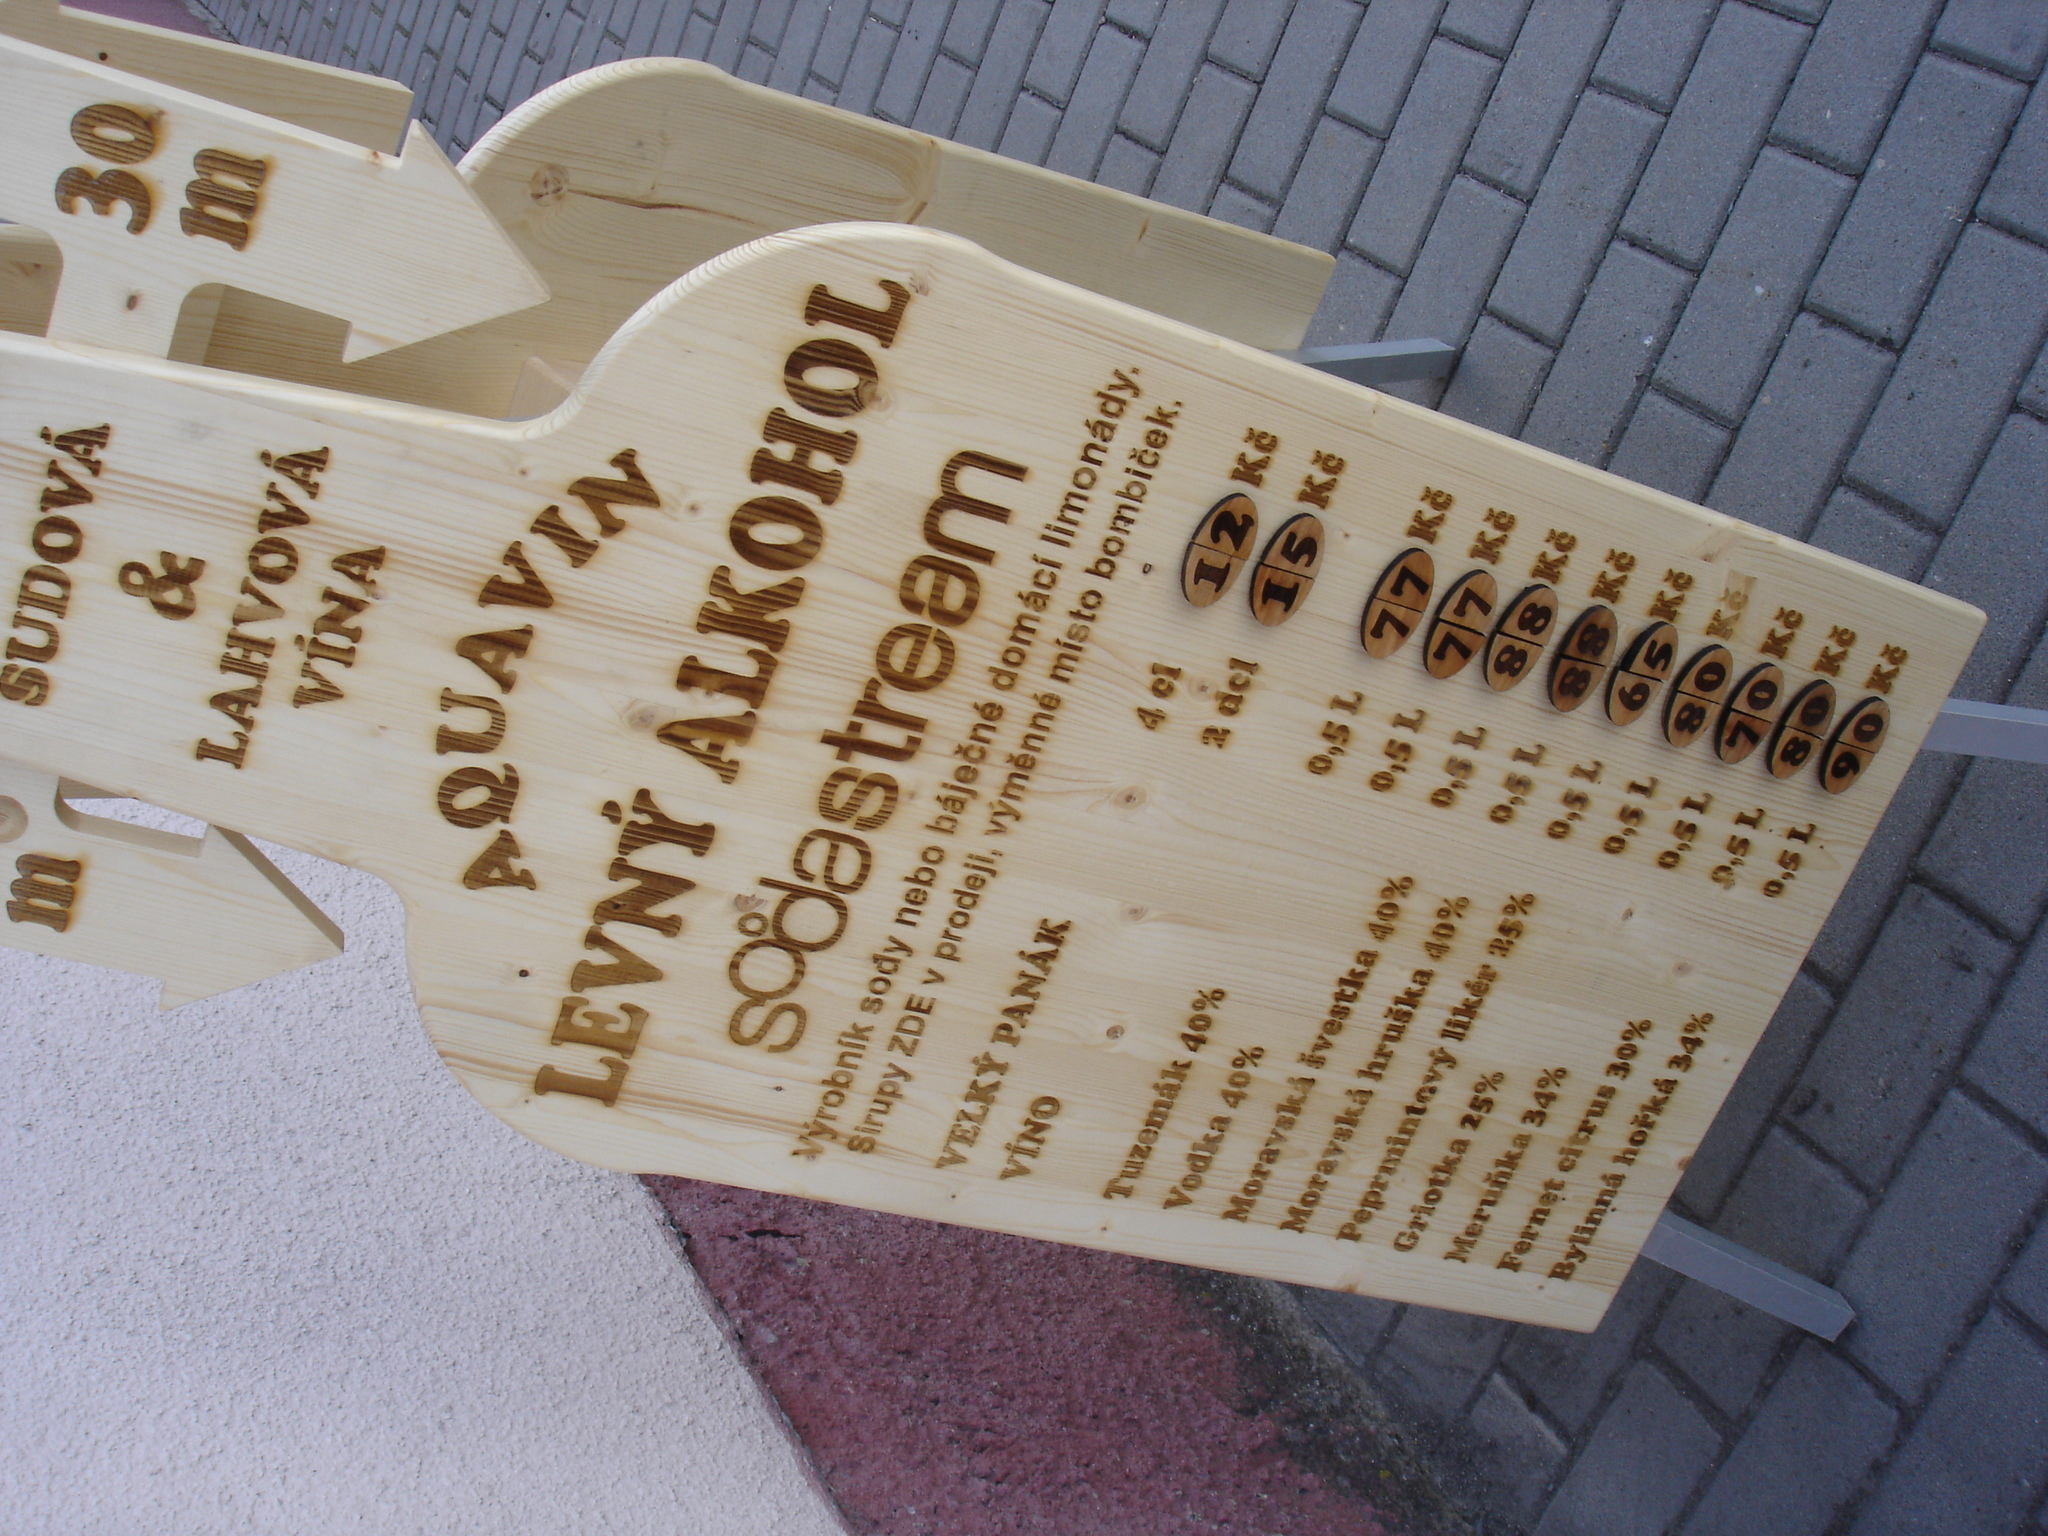 30
m
m
SUDOVÁ
&
LAHVOVÁ
VÍNA
AQUAVIN
LEVNÝ ALKOHOL
sodastream
Výrobník sody nebo báječné domácí limonády.
Sirupy ZDE v prodeji, výměnné místo bombiček.
VELKÝ PANÁK 4 cl 12 Kč
VÍNO 2 dcl 15 Kč
Tuzemák 40% 0,5 L 77 Kč
Vodka 40% 0,5 L 77 Kč
Moravská švestka 40% 0,5 L 88 Kč
Moravská hruška 40% 0,5 L 88 Kč
Peprmintový likér 25% 0,5 L 65 Kč
Griotka 25% 0,5 L 80 Kč
Meruňka 34% 0,5 L 70 Kč
Fernet citrus 30% 0,5 L 80 Kč
Bylinná hořká 34% 0,5 L 90 Kč